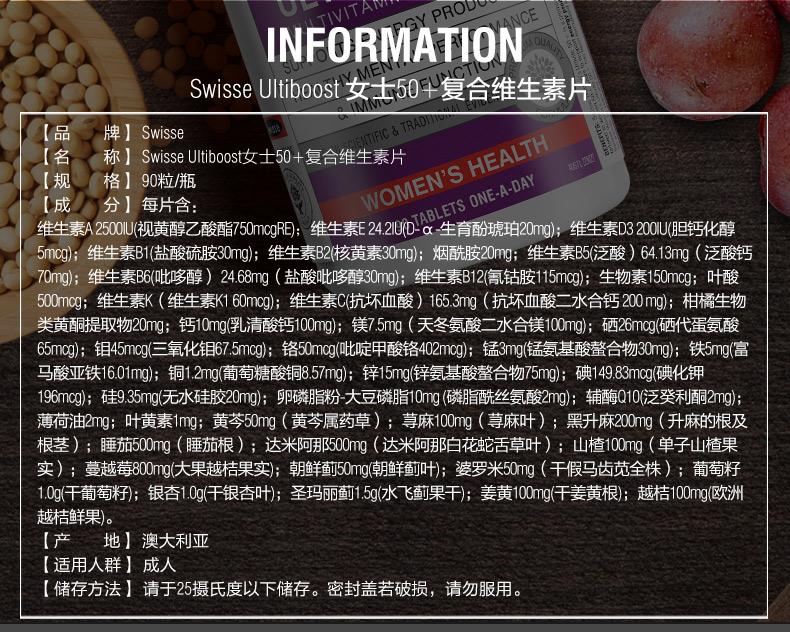 ULTIVITAMIN
ENERGY PRODUC
INFORMATION
Swisse Ultiboost 女士50+复合维生素片
& IMMUNE FUNCTION
SCIENTIFIC & TRADITIONAL EVIDENCE
WOMEN'S HEALTH
TABLETS ONE-A-DAY
【品　　牌】Swisse
【名　　称】Swisse Ultiboost女士50+复合维生素片
【规　　格】90粒/瓶
【成　　分】每片含：
维生素A 2500IU(视黄醇乙酸酯750mcgRE)；维生素E 24.2IU(D-α-生育酚琥珀20mg)；维生素D3 200IU(胆钙化醇
5mcg)；维生素B1(盐酸硫胺30mg)；维生素B2(核黄素30mg)；烟酰胺20mg；维生素B5(泛酸）64.13mg（泛酸钙
70mg)；维生素B6(吡哆醇）24.68mg（盐酸吡哆醇30mg)；维生素B12(氰钴胺115mcg)；生物素150mcg；叶酸
500mcg；维生素K（维生素K1 60mcg)；维生素C(抗坏血酸）165.3mg（抗坏血酸二水合钙 200 mg)；柑橘生物
类黄酮提取物20mg；钙10mg(乳清酸钙100mg)；镁7.5mg（天冬氨酸二水合镁100mg)；硒26mcg(硒代蛋氨酸
65mcg)；钼45mcg(三氧化钼67.5mcg)；铬50mcg(吡啶甲酸铬402mcg)；锰3mg(锰氨基酸螯合物30mg)；铁5mg(富
马酸亚铁16.01mg)；铜1.2mg(葡萄糖酸铜8.57mg)；锌15mg(锌氨基酸螯合物75mg)；碘149.83mcg(碘化钾
196mcg)；硅9.35mg(无水硅胶20mg)；卵磷脂粉-大豆磷脂10mg (磷脂酰丝氨酸2mg)；辅酶Q10(泛癸利酮2mg)；
薄荷油2mg；叶黄素1mg；黄芩50mg（黄芩属药草）；荨麻100mg（荨麻叶）；黑升麻200mg（升麻的根及
根茎）；睡茄500mg（睡茄根）；达米阿那500mg（达米阿那白花蛇舌草叶）；山楂100mg（单子山楂果
实）；蔓越莓800mg(大果越桔果实)；朝鲜蓟50mg(朝鲜蓟叶)；婆罗米50mg（干假马齿苋全株）；葡萄籽
1.0g(干葡萄籽)；银杏1.0g(干银杏叶)；圣玛丽蓟1.5g(水飞蓟果干)；姜黄100mg(干姜黄根)；越桔100mg(欧洲
越桔鲜果)。
【产　　地】澳大利亚
【适用人群】成人
【储存方法】请于25摄氏度以下储存。密封盖若破损，请勿服用。